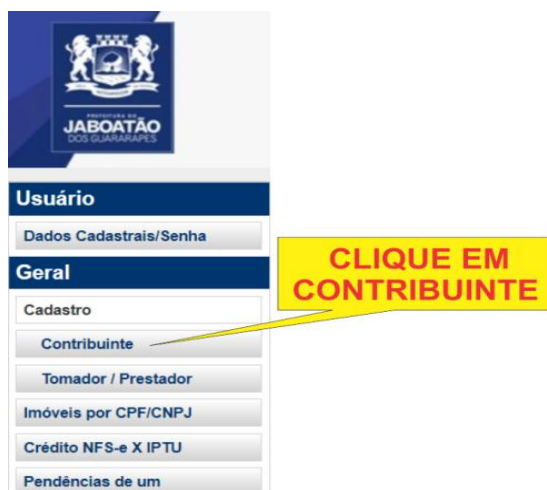 PREFEITURA DO
JABOATÃO
DOS GUARARAPES
Usuário
Dados Cadastrais/Senha
Geral
Cadastro
Contribuinte
Tomador / Prestador
Imóveis por CPF/CNPJ
Crédito NFS-e X IPTU
Pendências de um
CLIQUE EM
CONTRIBUINTE